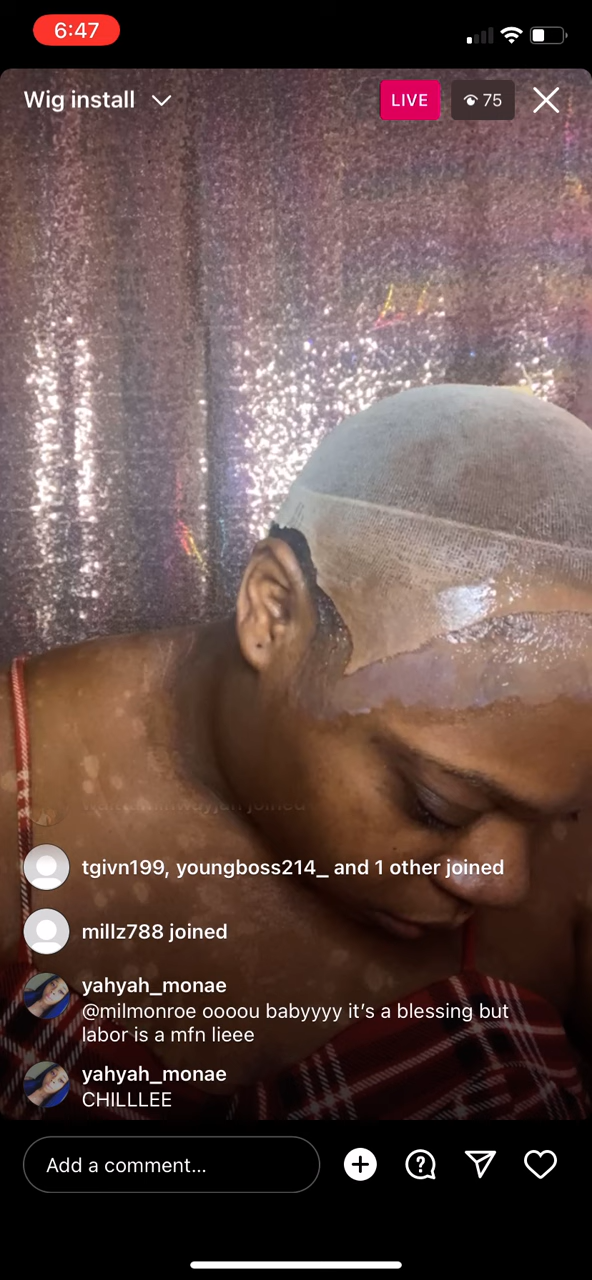 6:47
Wig install
LIVE
75
joined
tgivn199, youngboss214_ and 1 other joined
millz788 joined
yahyah_monae
@milmonroe oooou babyyyy it's a blessing but
labor is a mfn lieee
yahyah_monae
CHILLLEE
Add a comment...